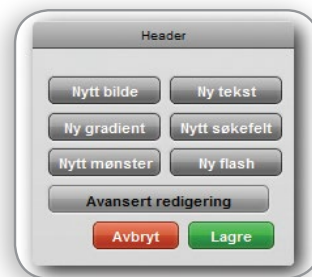 Header
Nytt bilde Ny tekst
Ny gradient Nytt søkefelt
Nytt mønster Ny flash
Avansert redigering
Avbryt Lagre